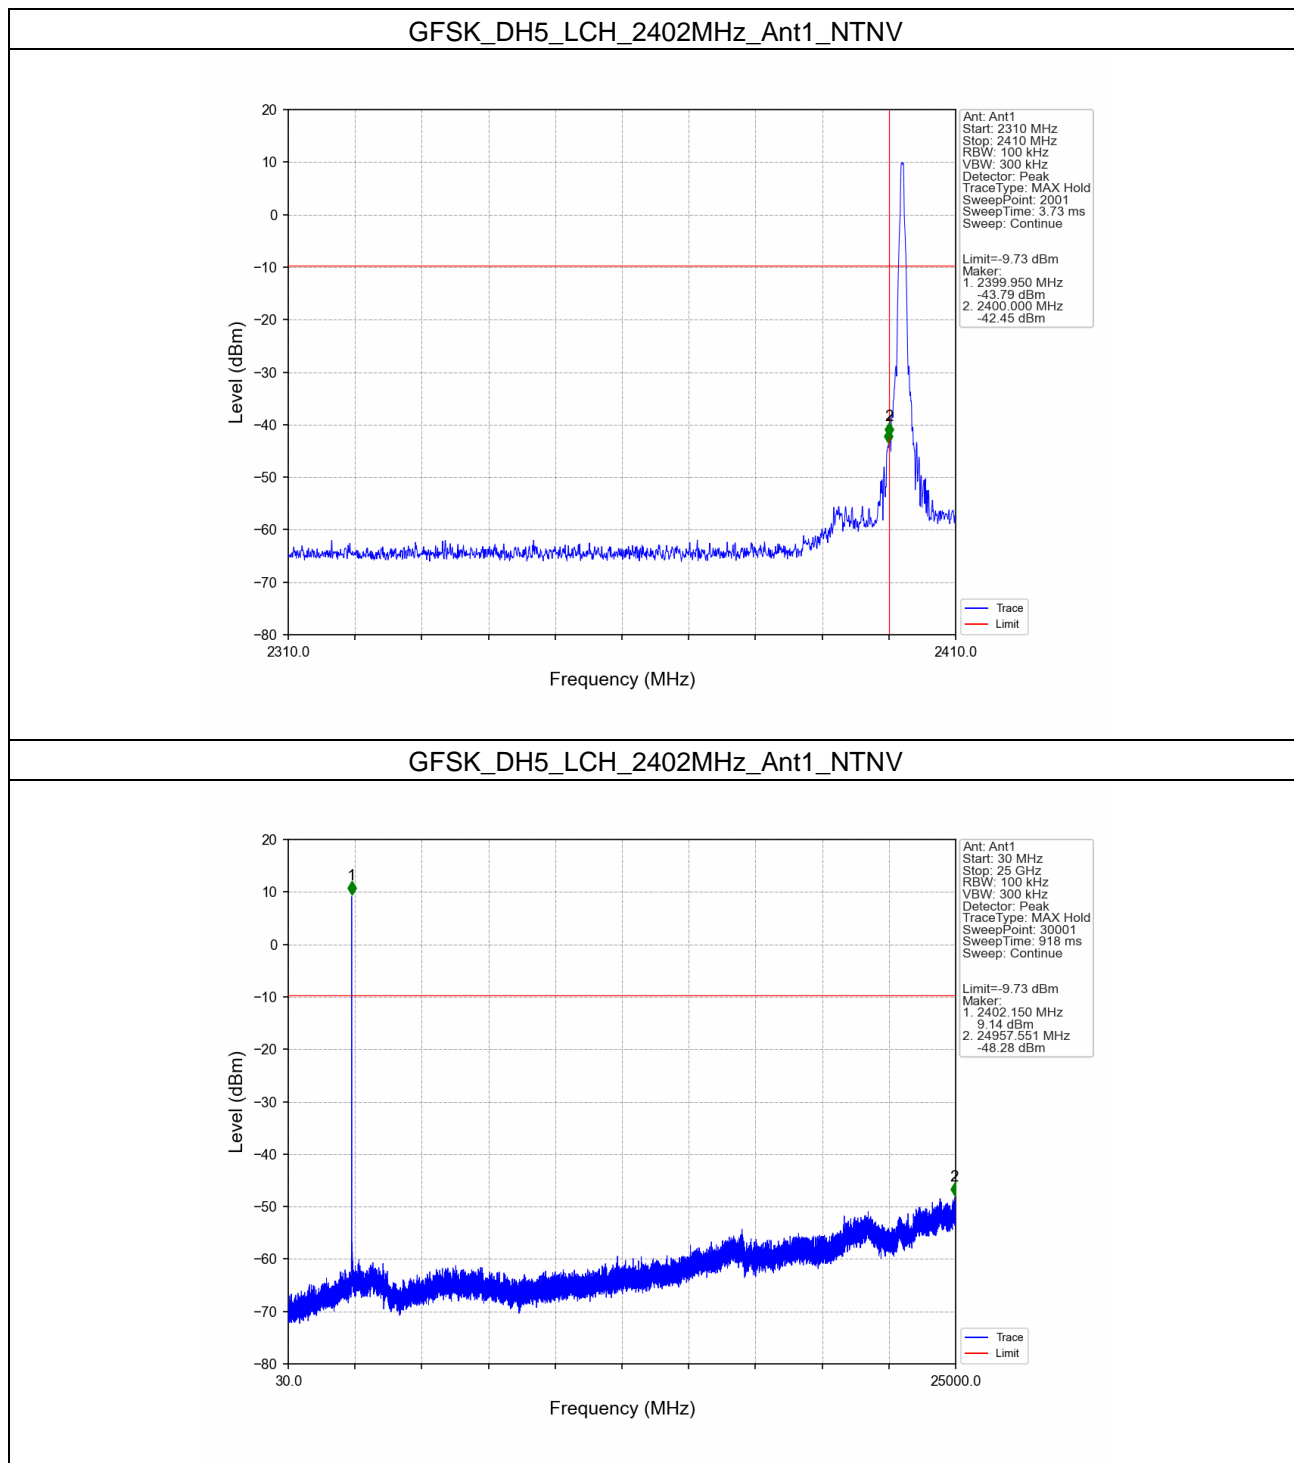 GFSK_DH5_LCH_2402MHz_Ant1_NTNV
20
10
0
−10
−20
−30
−40
−50
−60
−70
−80
Level (dBm)
2
2310.0
2410.0
Frequency (MHz)
Ant: Ant1
Start: 2310 MHz
Stop: 2410 MHz
RBW: 100 kHz
VBW: 300 kHz
Detector: Peak
TraceType: MAX Hold
SweepPoint: 2001
SweepTime: 3.73 ms
Sweep: Continue
Limit=-9.73 dBm
Maker:
1. 2399.950 MHz
-43.79 dBm
2. 2400.000 MHz
-42.45 dBm
Trace
Limit
GFSK_DH5_LCH_2402MHz_Ant1_NTNV
20
10
0
−10
−20
−30
−40
−50
−60
−70
−80
Level (dBm)
1
2
30.0
25000.0
Frequency (MHz)
Ant: Ant1
Start: 30 MHz
Stop: 25 GHz
RBW: 100 kHz
VBW: 300 kHz
Detector: Peak
TraceType: MAX Hold
SweepPoint: 30001
SweepTime: 918 ms
Sweep: Continue
Limit=-9.73 dBm
Maker:
1. 2402.150 MHz
9.14 dBm
2. 24957.551 MHz
-48.28 dBm
Trace
Limit